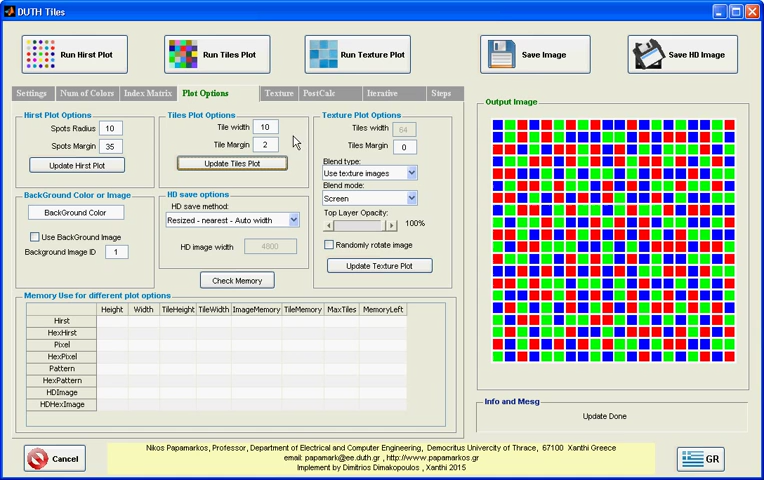 DUTH Tiles
Run Hirst Plot
Run Tiles Plot
Run Texture Plot
Save Image
Save HD Image
Settings
Num of Colors
Index Matrix
Plot Options
Texture
PostCalc
Iterative
Steps
Hirst Plot Options
Spots Radius 10
Spots Margin 35
Update Hirst Plot
Tiles Plot Options
Tile width 10
Tile Margin 2
Update Tiles Plot
Texture Plot Options
Tiles width 64
Tiles Margin 0
Blend type:
Use texture images
Blend mode:
Screen
Top Layer Opacity:
100%
Randomly rotate image
Update Texture Plot
BackGround Color or Image
BackGround Color
Use BackGround Image
Background Image ID 1
HD save options
HD save method:
Resized - nearest - Auto width
HD image width 4800
Check Memory
Memory Use for different plot options
Height Width TileHeight TileWidth ImageMemory TileMemory MaxTiles MemoryLeft
Hirst
HexHirst
Pixel
HexPixel
Pattern
HexPattern
HDImage
HDHexImage
Output Image
Info and Mesg
Update Done
Cancel
Nikos Papamarkos, Professor, Department of Electrical and Computer Engineering, Democritus Univercity of Thrace, 67100 Xanthi Greece
email: papamark@ee.duth.gr , http://www.papamarkos.gr
Implement by Dimitrios Dimakopoulos , Xanthi 2015
GR